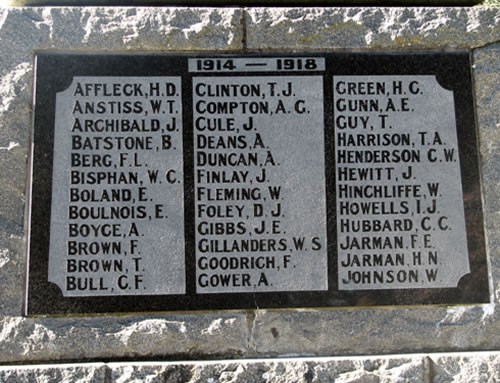 1914 — 1918
AFFLECK, H.D.
ANSTISS, W.T.
ARCHIBALD, J.
BATSTONE, B.
BERG, F.L.
BISPHAN, W.C.
BOLAND, E.
BOULNOIS, E.
BOYCE, A.
BROWN, F.
BROWN, T.
BULL, C.F.
CLINTON, T.J.
COMPTON, A.G.
CULE, J.
DEANS, A.
DUNCAN, A.
FINLAY, J.
FLEMING, W.
FOLEY, D.J.
GIBBS, J.E.
GILLANDERS, W.S
GOODRICH, F.
GOWER, A.
GREEN, H.G.
GUNN, A.E.
GUY, T.
HARRISON, T.A.
HENDERSON C.W.
HEWITT, J.
HINCHLIFFE, W.
HOWELLS, I.J.
HUBBARD, C.C.
JARMAN, F.E.
JARMAN, H.N.
JOHNSON, W